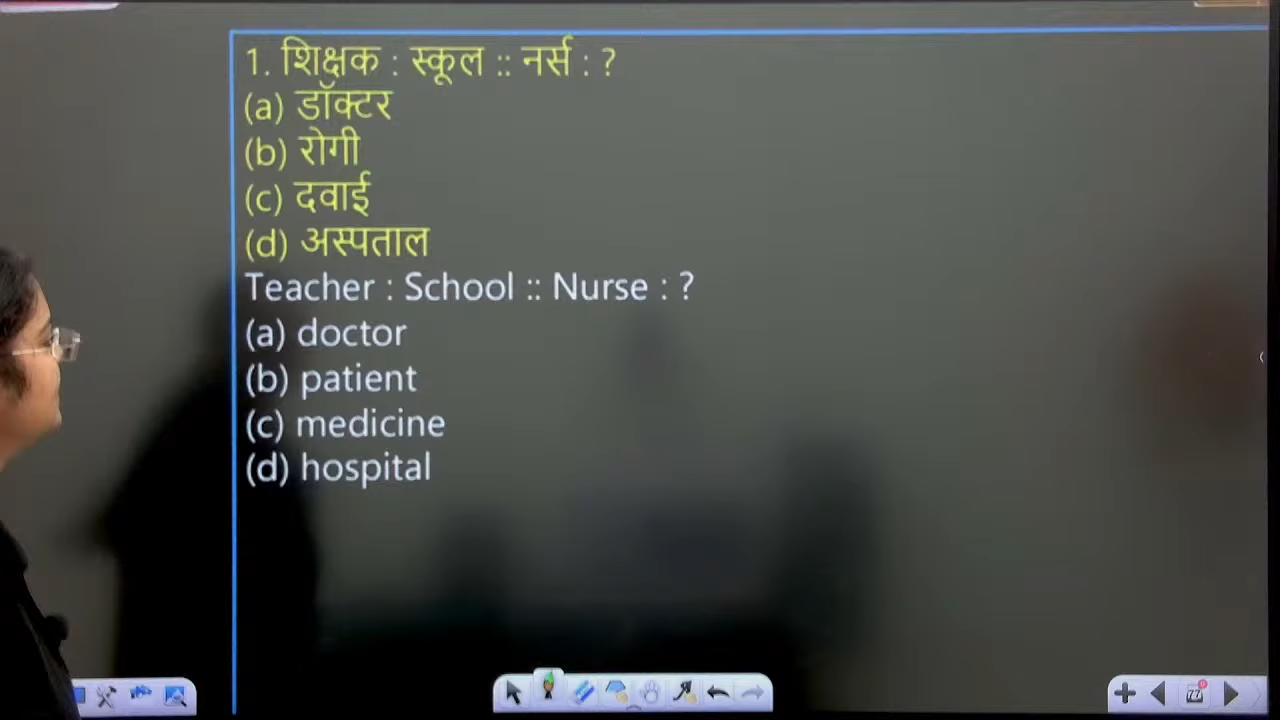 1. शिक्षक : स्कूल :: नर्स : ?
(a) डॉक्टर
(b) रोगी
(c) दवाई
(d) अस्पताल
Teacher : School :: Nurse : ?
(a) doctor
(b) patient
(c) medicine
(d) hospital